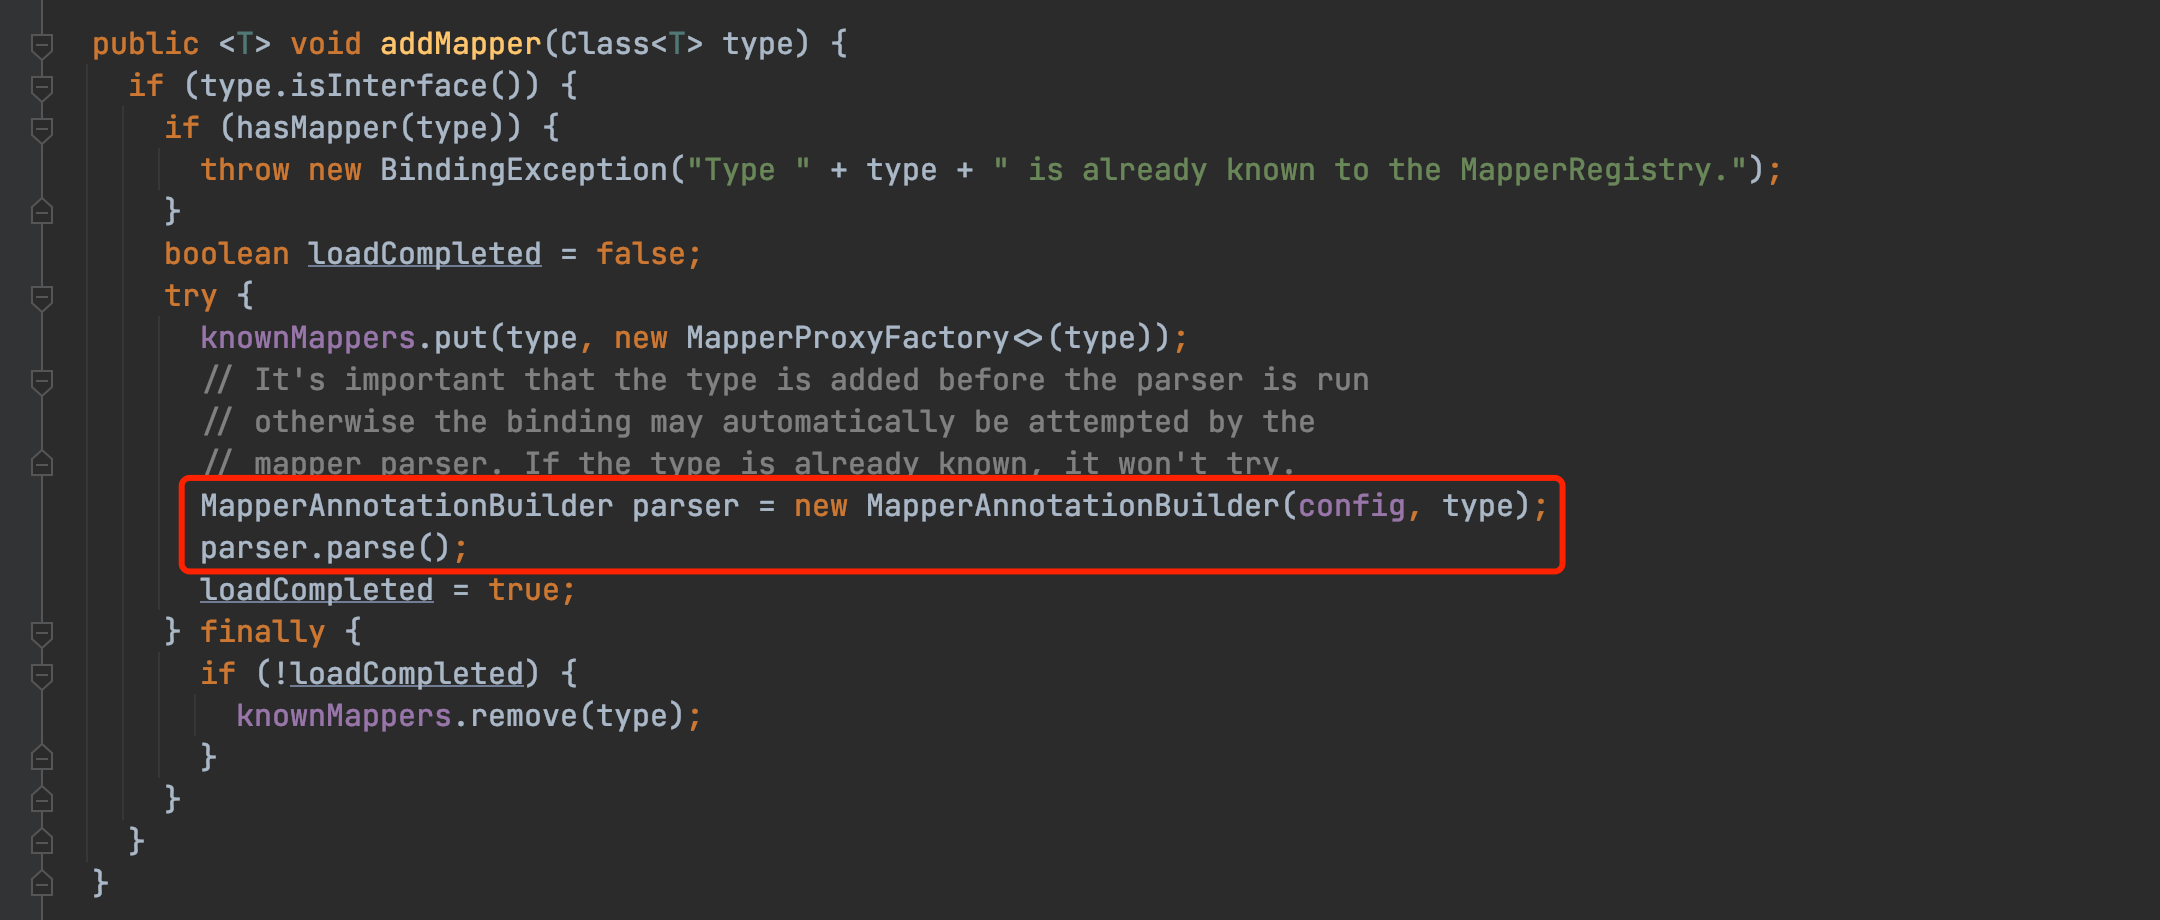 public <T> void addMapper(Class<T> type) {
if (type.isInterface()) {
if (hasMapper(type)) {
throw new BindingException("Type " + type + " is already known to the MapperRegistry.");
}
boolean loadCompleted = false;
try {
knownMappers.put(type, new MapperProxyFactory<>(type));
// It's important that the type is added before the parser is run
// otherwise the binding may automatically be attempted by the
// mapper parser. If the type is already known, it won't try.
MapperAnnotationBuilder parser = new MapperAnnotationBuilder(config, type);
parser.parse();
loadCompleted = true;
} finally {
if (!loadCompleted) {
knownMappers.remove(type);
}
}
}
}